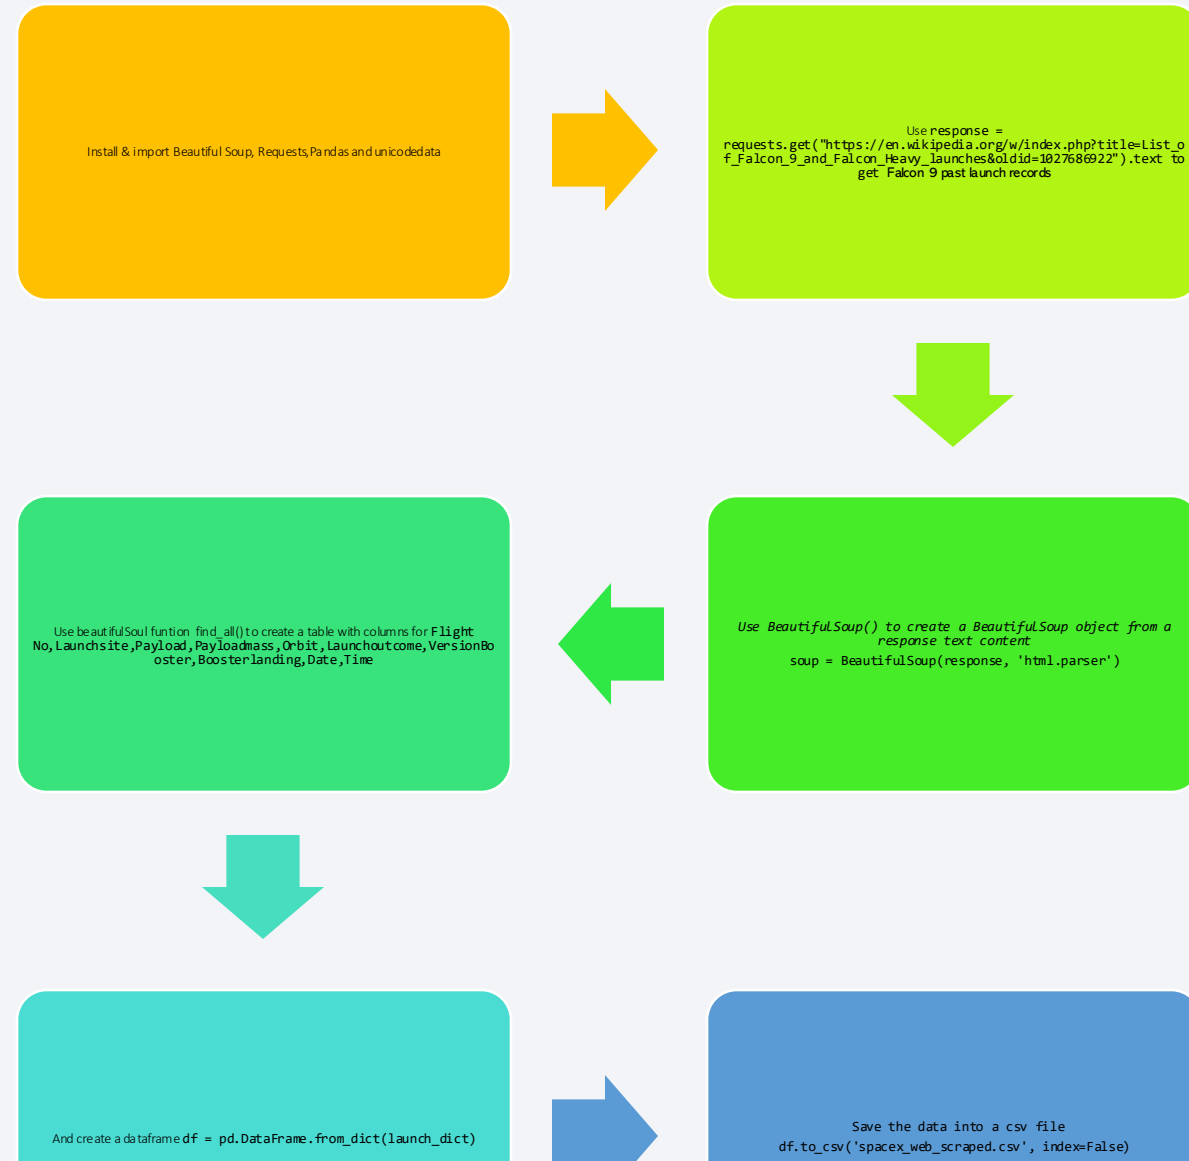 Install & import Beautiful Soup, Requests,Pandas and unicodedata
Use response =
requests.get("https://en.wikipedia.org/w/index.php?title=List_o
f_Falcon_9_and_Falcon_Heavy_launches&oldid=1027686922").text to
get Falcon 9 past launch records
Use BeautifulSoup() to create a BeautifulSoup object from a
response text content
soup = BeautifulSoup(response, 'html.parser')
Use beautifulSoul funtion find_all() to create a table with columns for Flight
No,Launchsite,Payload,Payloadmass,Orbit,Launchoutcome,VersionBo
oster,Boosterlanding,Date,Time
And create a dataframe df = pd.DataFrame.from_dict(launch_dict)
Save the data into a csv file
df.to_csv('spacex_web_scraped.csv', index=False)